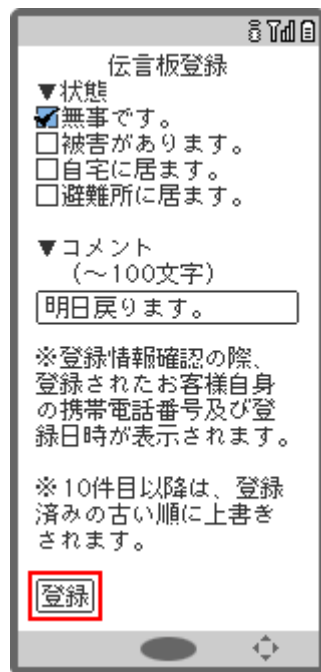 伝言板登録
▼状態
無事です。
被害があります。
自宅に居ます。
避難所に居ます。
▼コメント
(～100文字)
明日戻ります。
※登録情報確認の際、
登録されたお客様自身
の携帯電話番号及び登
録日時が表示されます。
※10件目以降は、登録
済みの古い順に上書き
されます。
登録